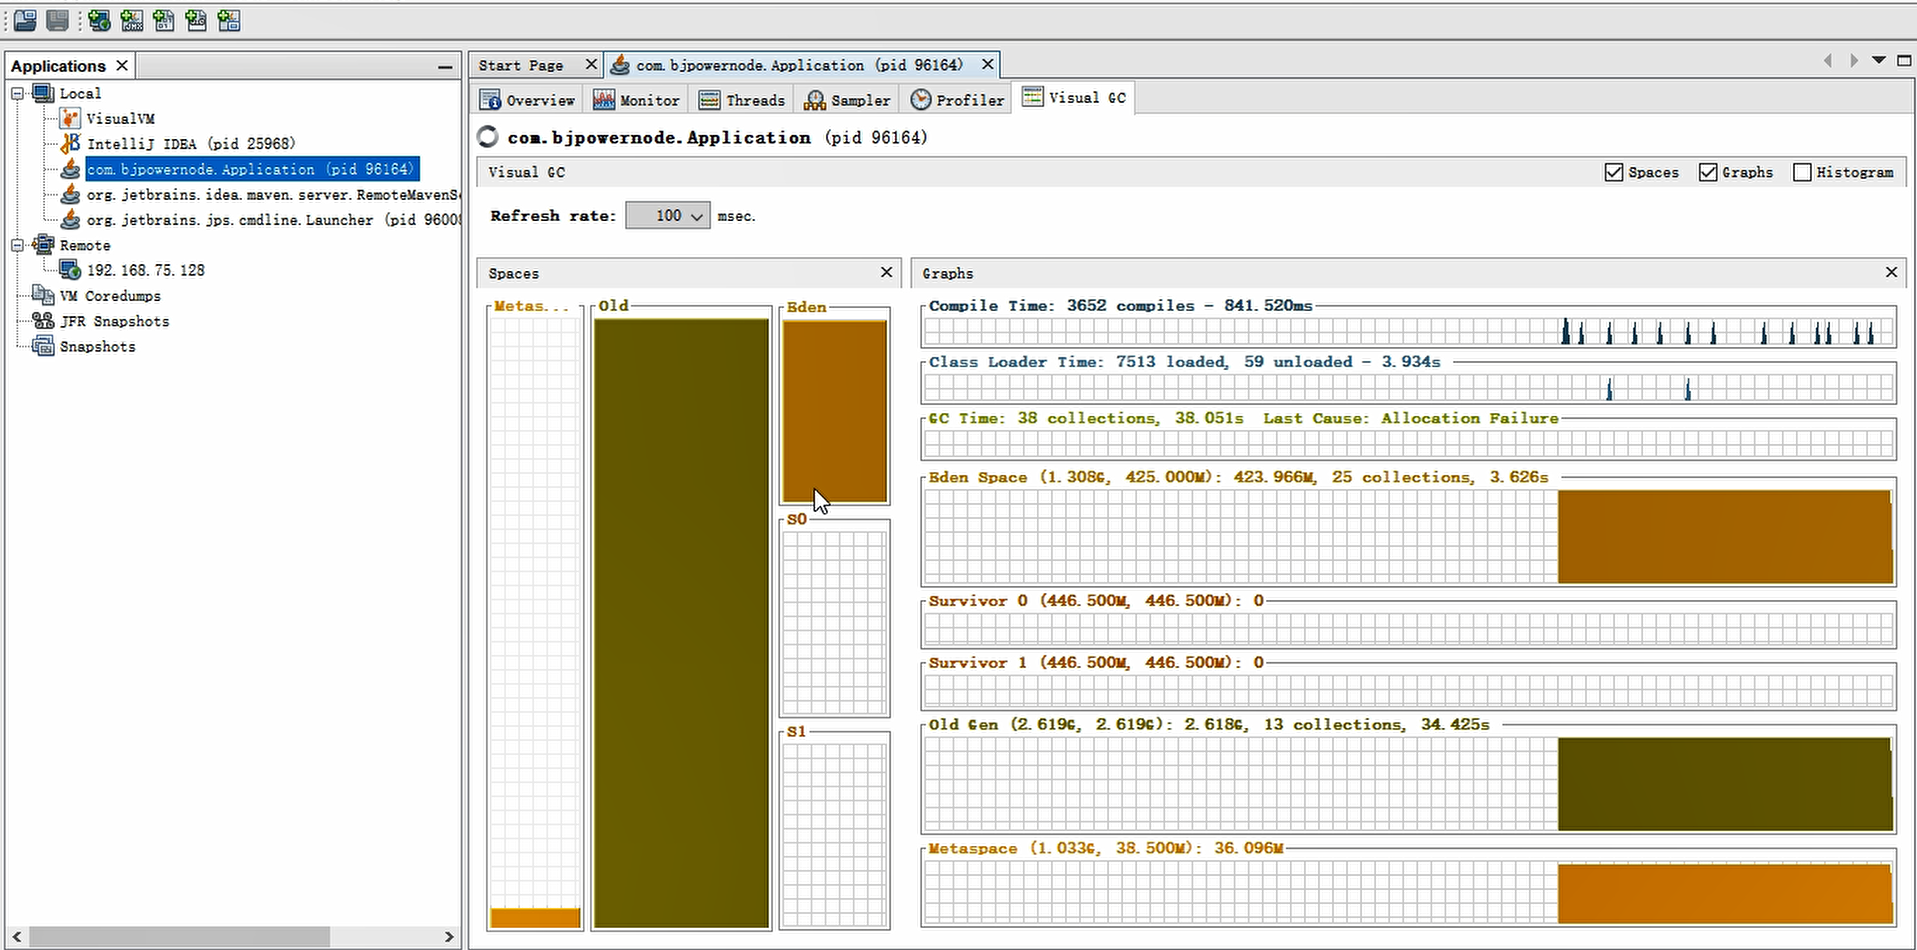 Applications
Local
VisualVM
IntelliJ IDEA (pid 25968)
com.bjpowernode.Application (pid 96164)
org.jetbrains.idea.maven.server.RemoteMavenS
org.jetbrains.jps.cmdline.Launcher (pid 96008
Remote
192.168.75.128
VM Coredumps
JFR Snapshots
Snapshots
Start Page
com.bjpowernode.Application (pid 96164)
Overview Monitor Threads Sampler Profiler Visual GC
com.bjpowernode.Application (pid 96164)
Visual GC Spaces Graphs Histogram
Refresh rate: 100 msec.
Spaces
Metas... Old Eden
S0
S1
Graphs
Compile Time: 3652 compiles - 841.520ms
Class Loader Time: 7513 loaded, 59 unloaded - 3.934s
GC Time: 38 collections, 38.051s Last Cause: Allocation Failure
Eden Space (1.308G, 425.000M): 423.966M, 25 collections, 3.626s
Survivor 0 (446.500M, 446.500M): 0
Survivor 1 (446.500M, 446.500M): 0
Old Gen (2.619G, 2.619G): 2.618G, 13 collections, 34.425s
Metaspace (1.033G, 38.500M): 36.096M